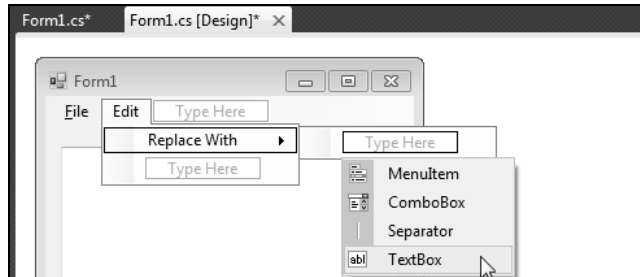 Form1.cs* Form1.cs [Design]*
Form1
File Edit Type Here
Replace With Type Here
Type Here
MenuItem
ComboBox
Separator
abl TextBox